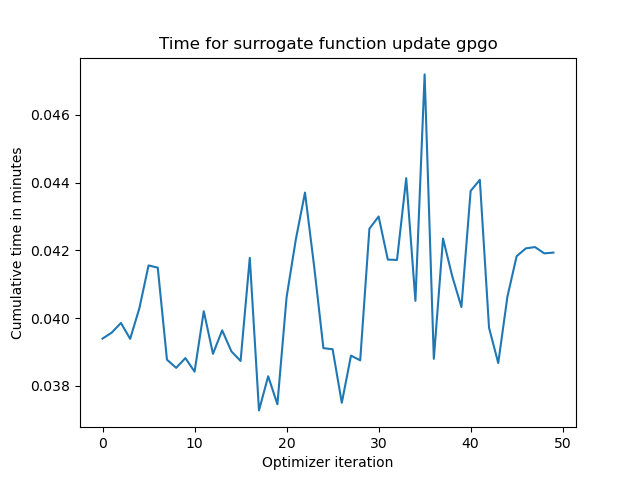 Time for surrogate function update gpgo
0.046
0.044
0.042
0.040
0.038
Cumulative time in minutes
0 10 20 30 40 50
Optimizer iteration